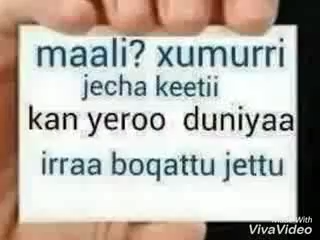 maali? xumurri
jecha keetii
kan yeroo duniyaa
irraa boqattu jettu
Made With
VivaVideo